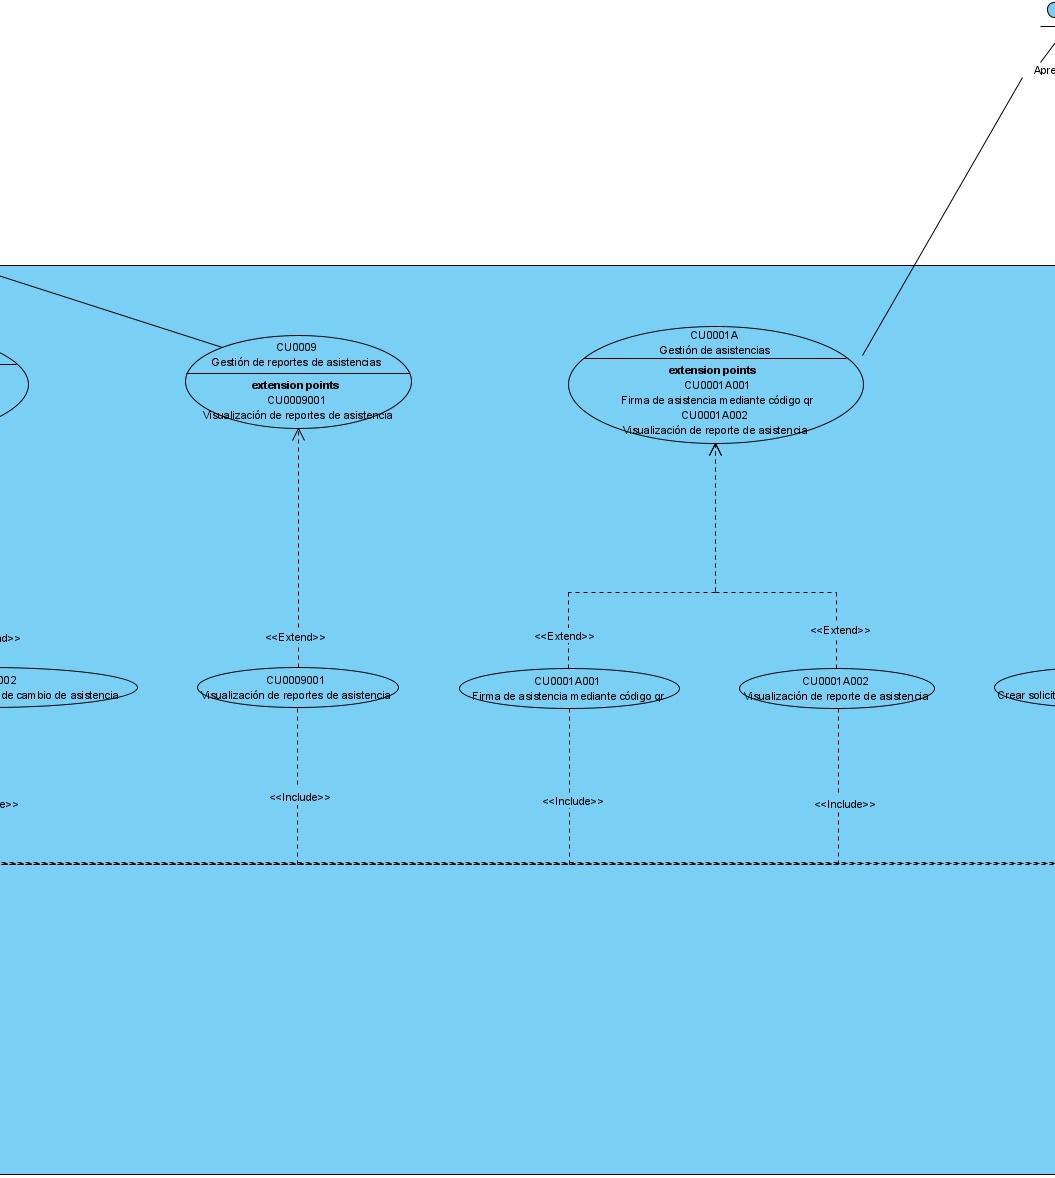 Apre
CU0009
Gestión de reportes de asistencias
extension points
CU0009001
Visualización de reportes de asistencia
CU0001A
Gestión de asistencias
extension points
CU0001A001
Firma de asistencia mediante código qr
CU0001A002
Visualización de reporte de asistencia
nd>>
<<Extend>>
<<Extend>>
<<Extend>>
002
de cambio de asistencia
CU0009001
Visualización de reportes de asistencia
CU0001A001
Firma de asistencia mediante código qr
CU0001A002
Visualización de reporte de asistencia
Crear solicit
e>>
<<Include>>
<<Include>>
<<Include>>